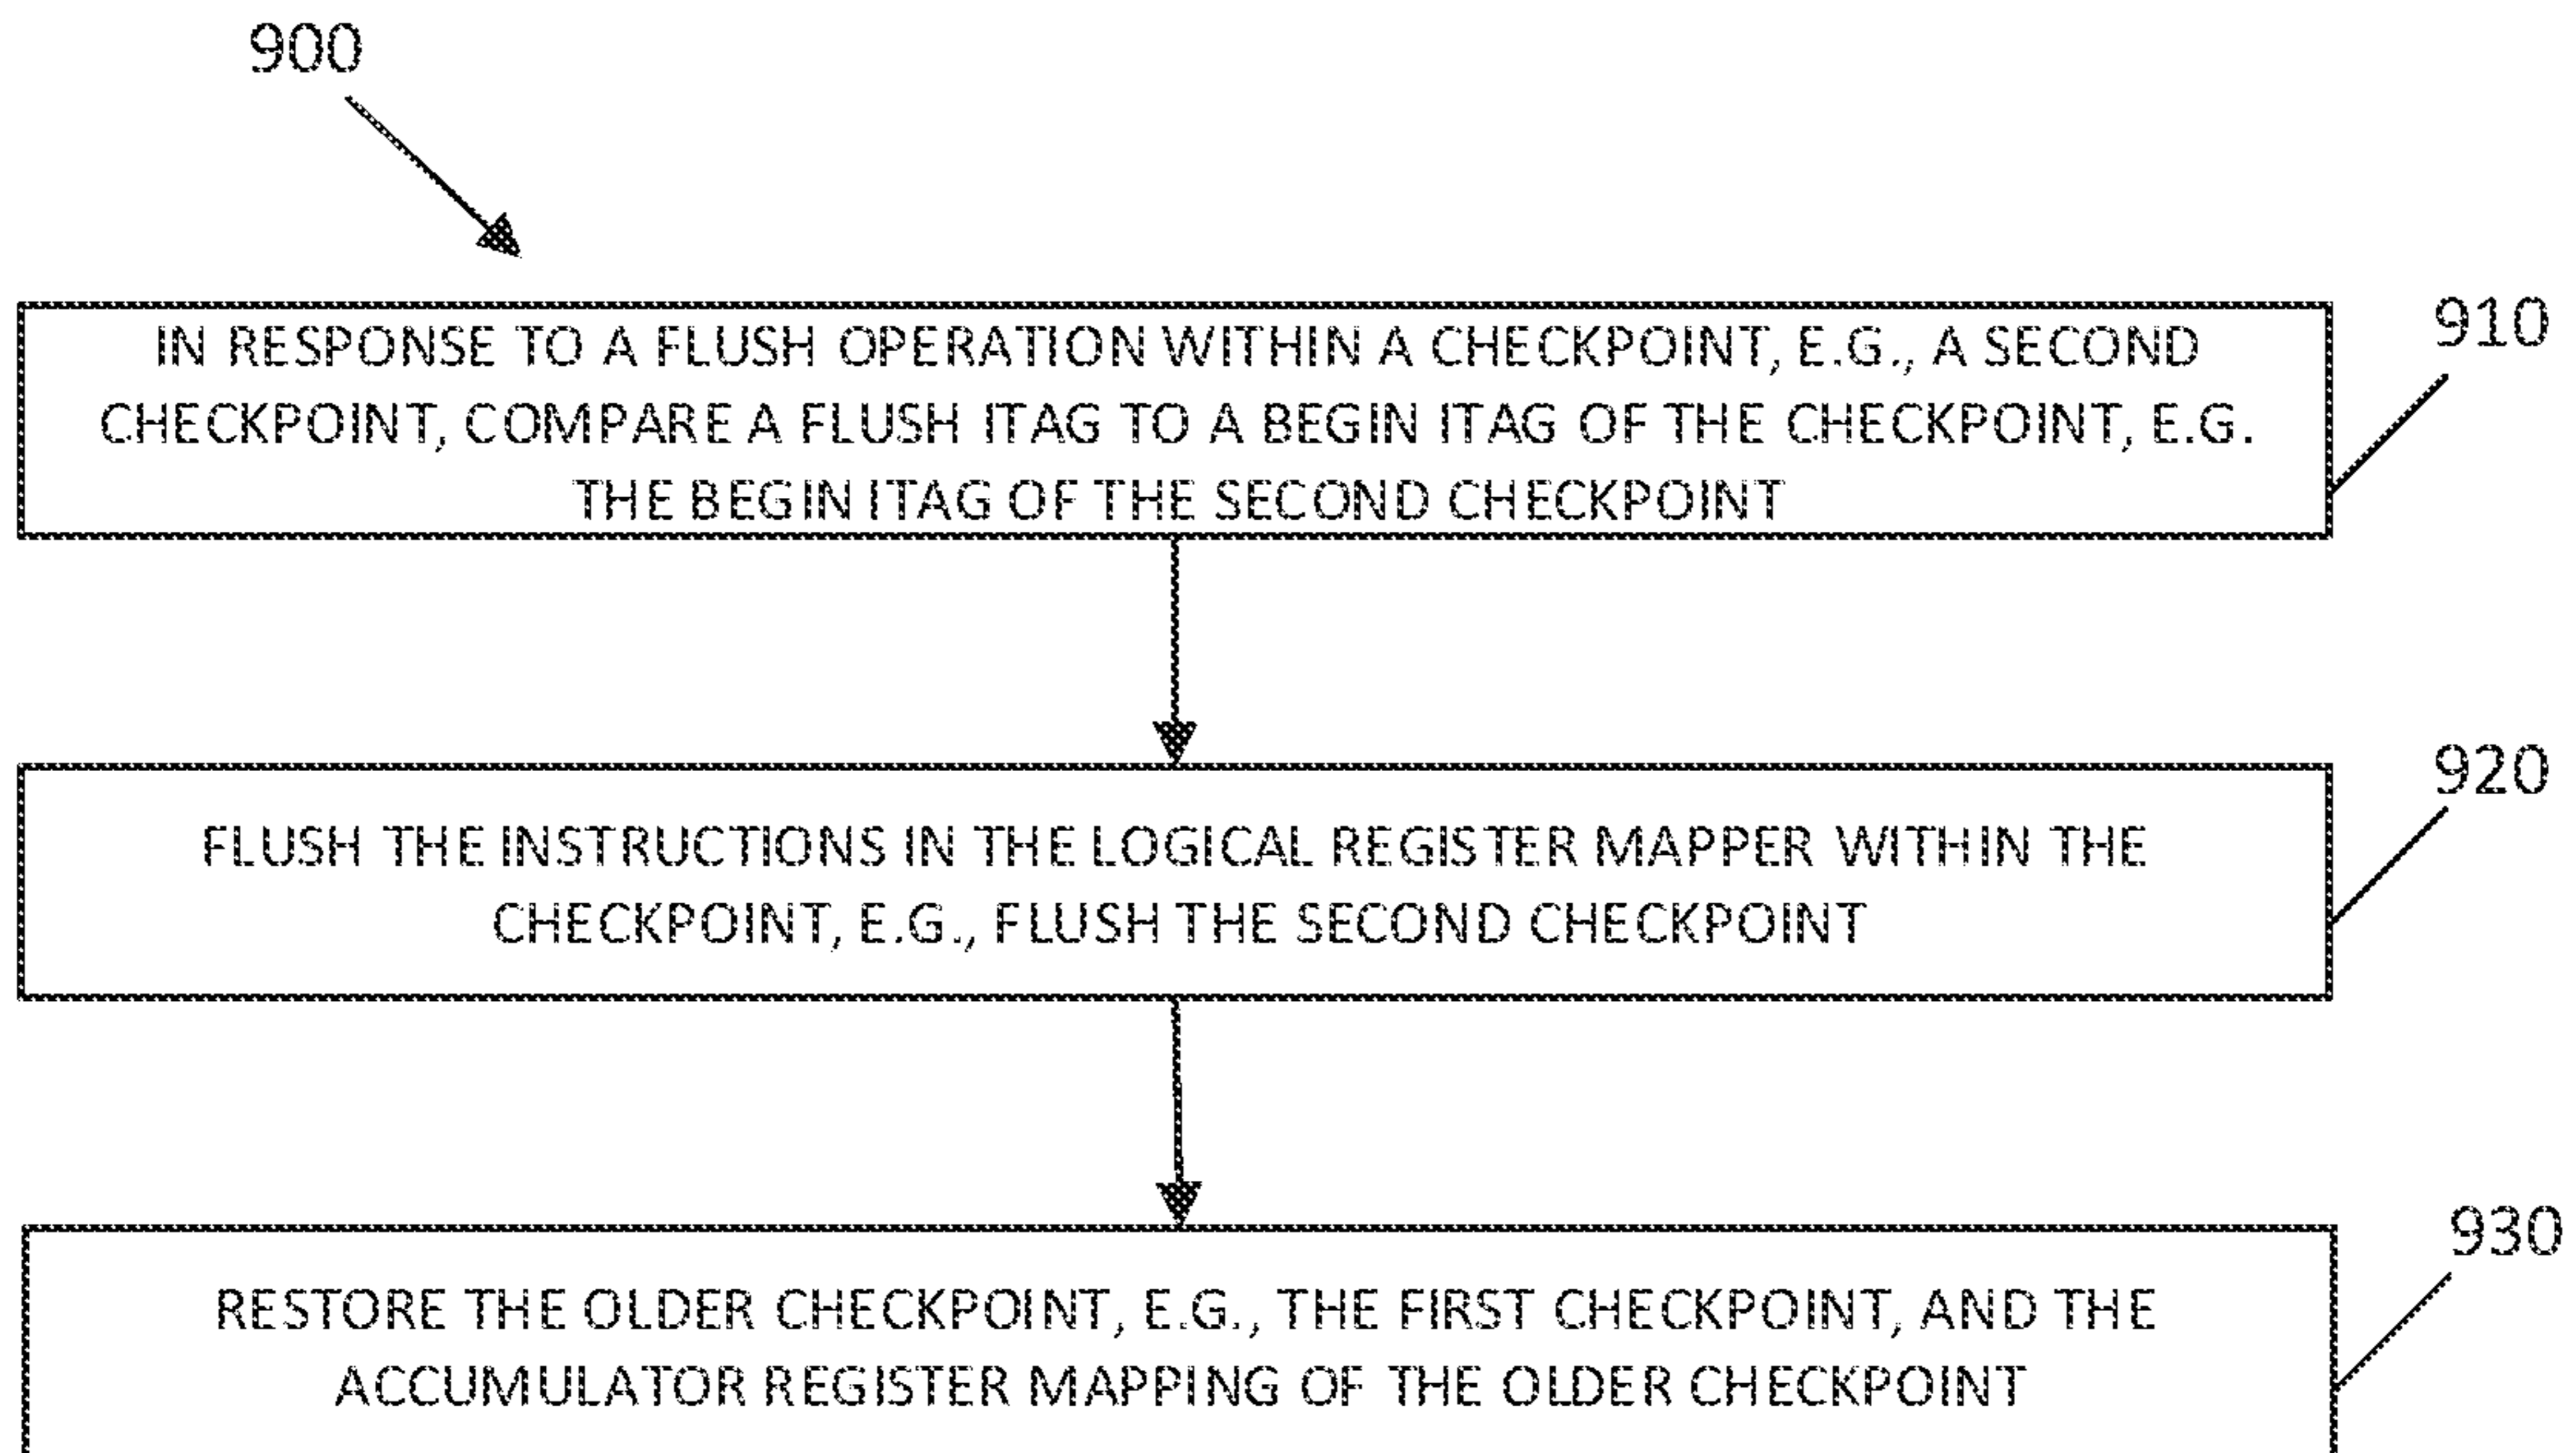 900
910
IN RESPONSE TO A FLUSH OPERATION WITHIN A CHECKPOINT, E.G., A SECOND
CHECKPOINT, COMPARE A FLUSH ITAG TO A BEGIN ITAG OF THE CHECKPOINT, E.G.
THE BEGIN ITAG OF THE SECOND CHECKPOINT
920
FLUSH THE INSTRUCTIONS IN THE LOGICAL REGISTER MAPPER WITHIN THE
CHECKPOINT, E.G., FLUSH THE SECOND CHECKPOINT
930
RESTORE THE OLDER CHECKPOINT, E.G., THE FIRST CHECKPOINT, AND THE
ACCUMULATOR REGISTER MAPPING OF THE OLDER CHECKPOINT